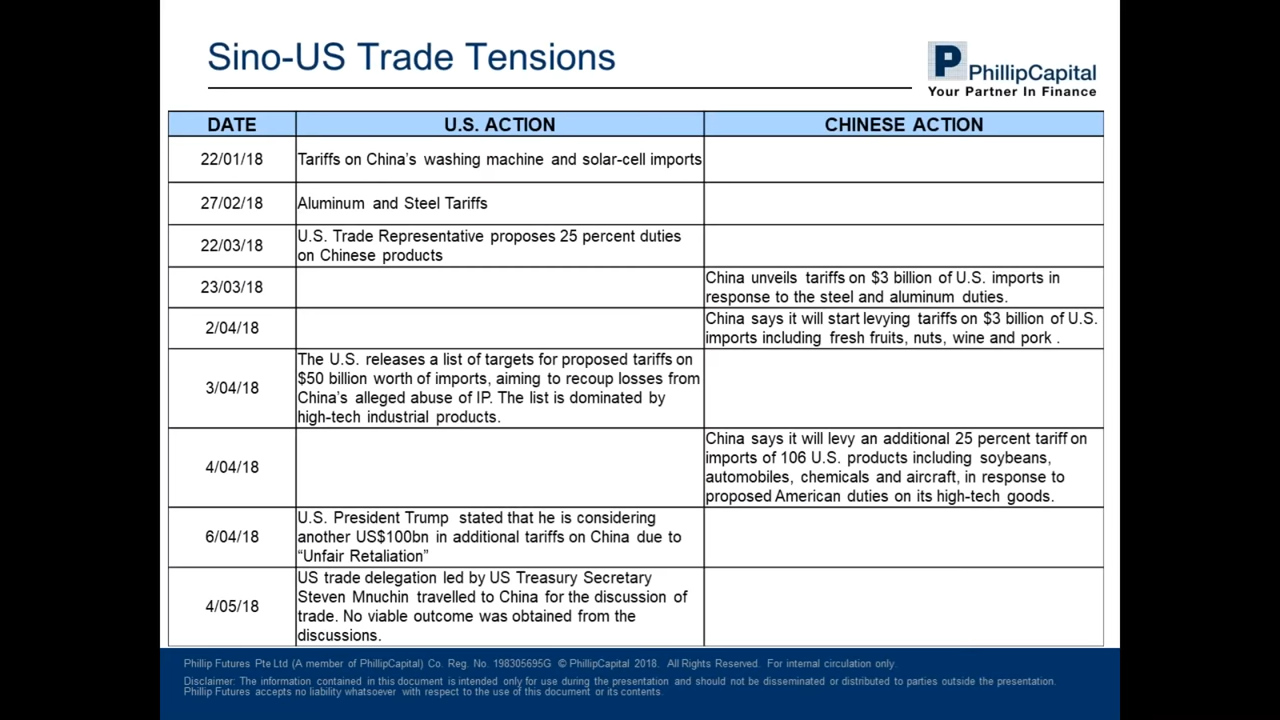 Sino-US Trade Tensions
P
PhillipCapital
Your Partner In Finance
DATE
U.S. ACTION
CHINESE ACTION
22/01/18
Tariffs on China's washing machine and solar-cell imports
27/02/18
Aluminum and Steel Tariffs
22/03/18
U.S. Trade Representative proposes 25 percent duties
on Chinese products
23/03/18
China unveils tariffs on $3 billion of U.S. imports in
response to the steel and aluminum duties.
2/04/18
China says it will start levying tariffs on $3 billion of U.S.
imports including fresh fruits, nuts, wine and pork .
3/04/18
The U.S. releases a list of targets for proposed tariffs on
$50 billion worth of imports, aiming to recoup losses from
China's alleged abuse of IP. The list is dominated by
high-tech industrial products.
4/04/18
China says it will levy an additional 25 percent tariff on
imports of 106 U.S. products including soybeans,
automobiles, chemicals and aircraft, in response to
proposed American duties on its high-tech goods.
6/04/18
U.S. President Trump stated that he is considering
another US$100bn in additional tariffs on China due to
“Unfair Retaliation”
4/05/18
US trade delegation led by US Treasury Secretary
Steven Mnuchin travelled to China for the discussion of
trade. No viable outcome was obtained from the
discussions.
Phillip Futures Pte Ltd (A member of PhillipCapital) Co. Reg. No. 198305695G © PhillipCapital 2018. All Rights Reserved. For internal circulation only.
Disclaimer: The information contained in this document is intended only for use during the presentation and should not be disseminated or distributed to parties outside the presentation.
Phillip Futures accepts no liability whatsoever with respect to the use of this document or its contents.